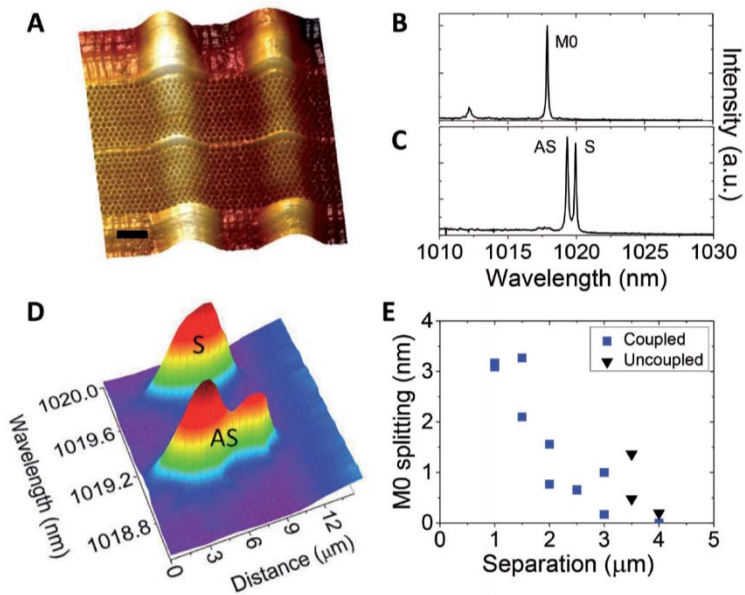 A
B
M0
C
AS
S
Intensity (a.u.)
1010
1015
1020
1025
1030
Wavelength (nm)
D
S
AS
1020.0
1019.6
1019.2
1018.8
Wavelength (nm)
0
3
6
9
12
Distance (μm)
E
Coupled
Uncoupled
4
3
2
1
0
M0 splitting (nm)
0
1
2
3
4
5
Separation (μm)